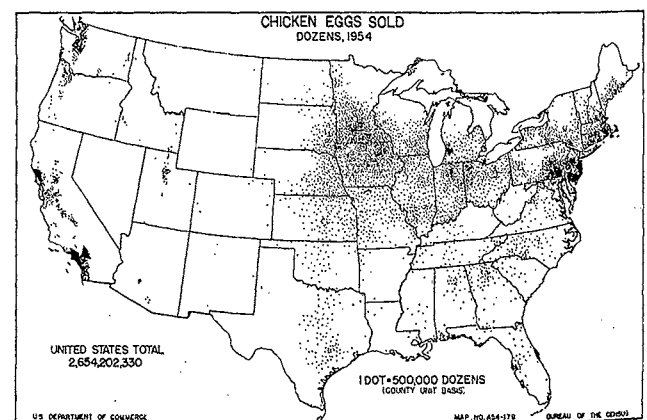 CHICKEN EGGS SOLD
DOZENS, 1954
UNITED STATES TOTAL
2,654,202,330
1 DOT=500,000 DOZENS
(COUNTY UNIT BASIS)
U.S. DEPARTMENT OF COMMERCE
MAP NO. A54-179
BUREAU OF THE CENSUS